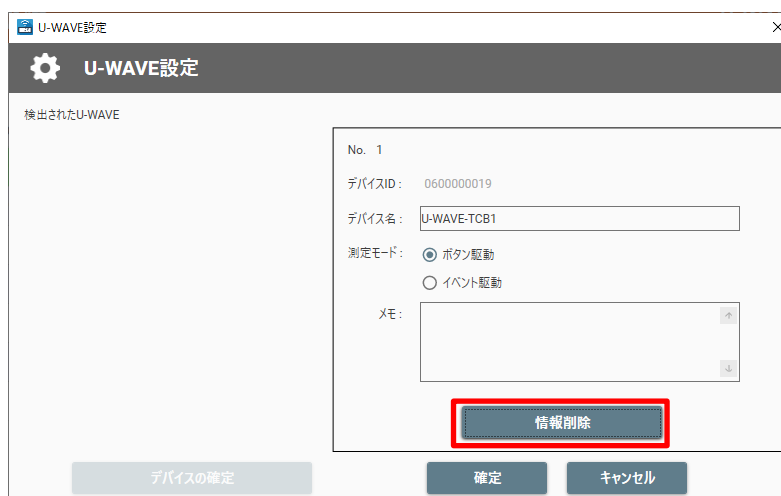 U-WAVE設定
U-WAVE設定
検出されたU-WAVE
No. 1
デバイスID： 0600000019
デバイス名： U-WAVE-TCB1
測定モード： ボタン駆動
イベント駆動
メモ：
情報削除
デバイスの確定
確定
キャンセル